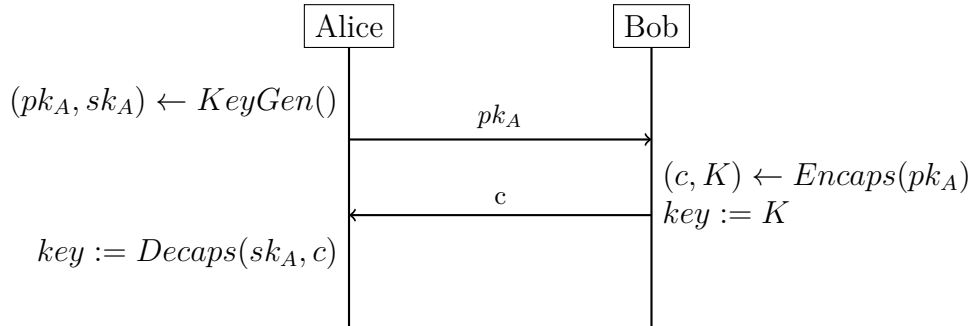 Alice
Bob
(pk_A, sk_A) ← KeyGen()
pk_A
(c, K) ← Encaps(pk_A)
c
key := K
key := Decaps(sk_A, c)